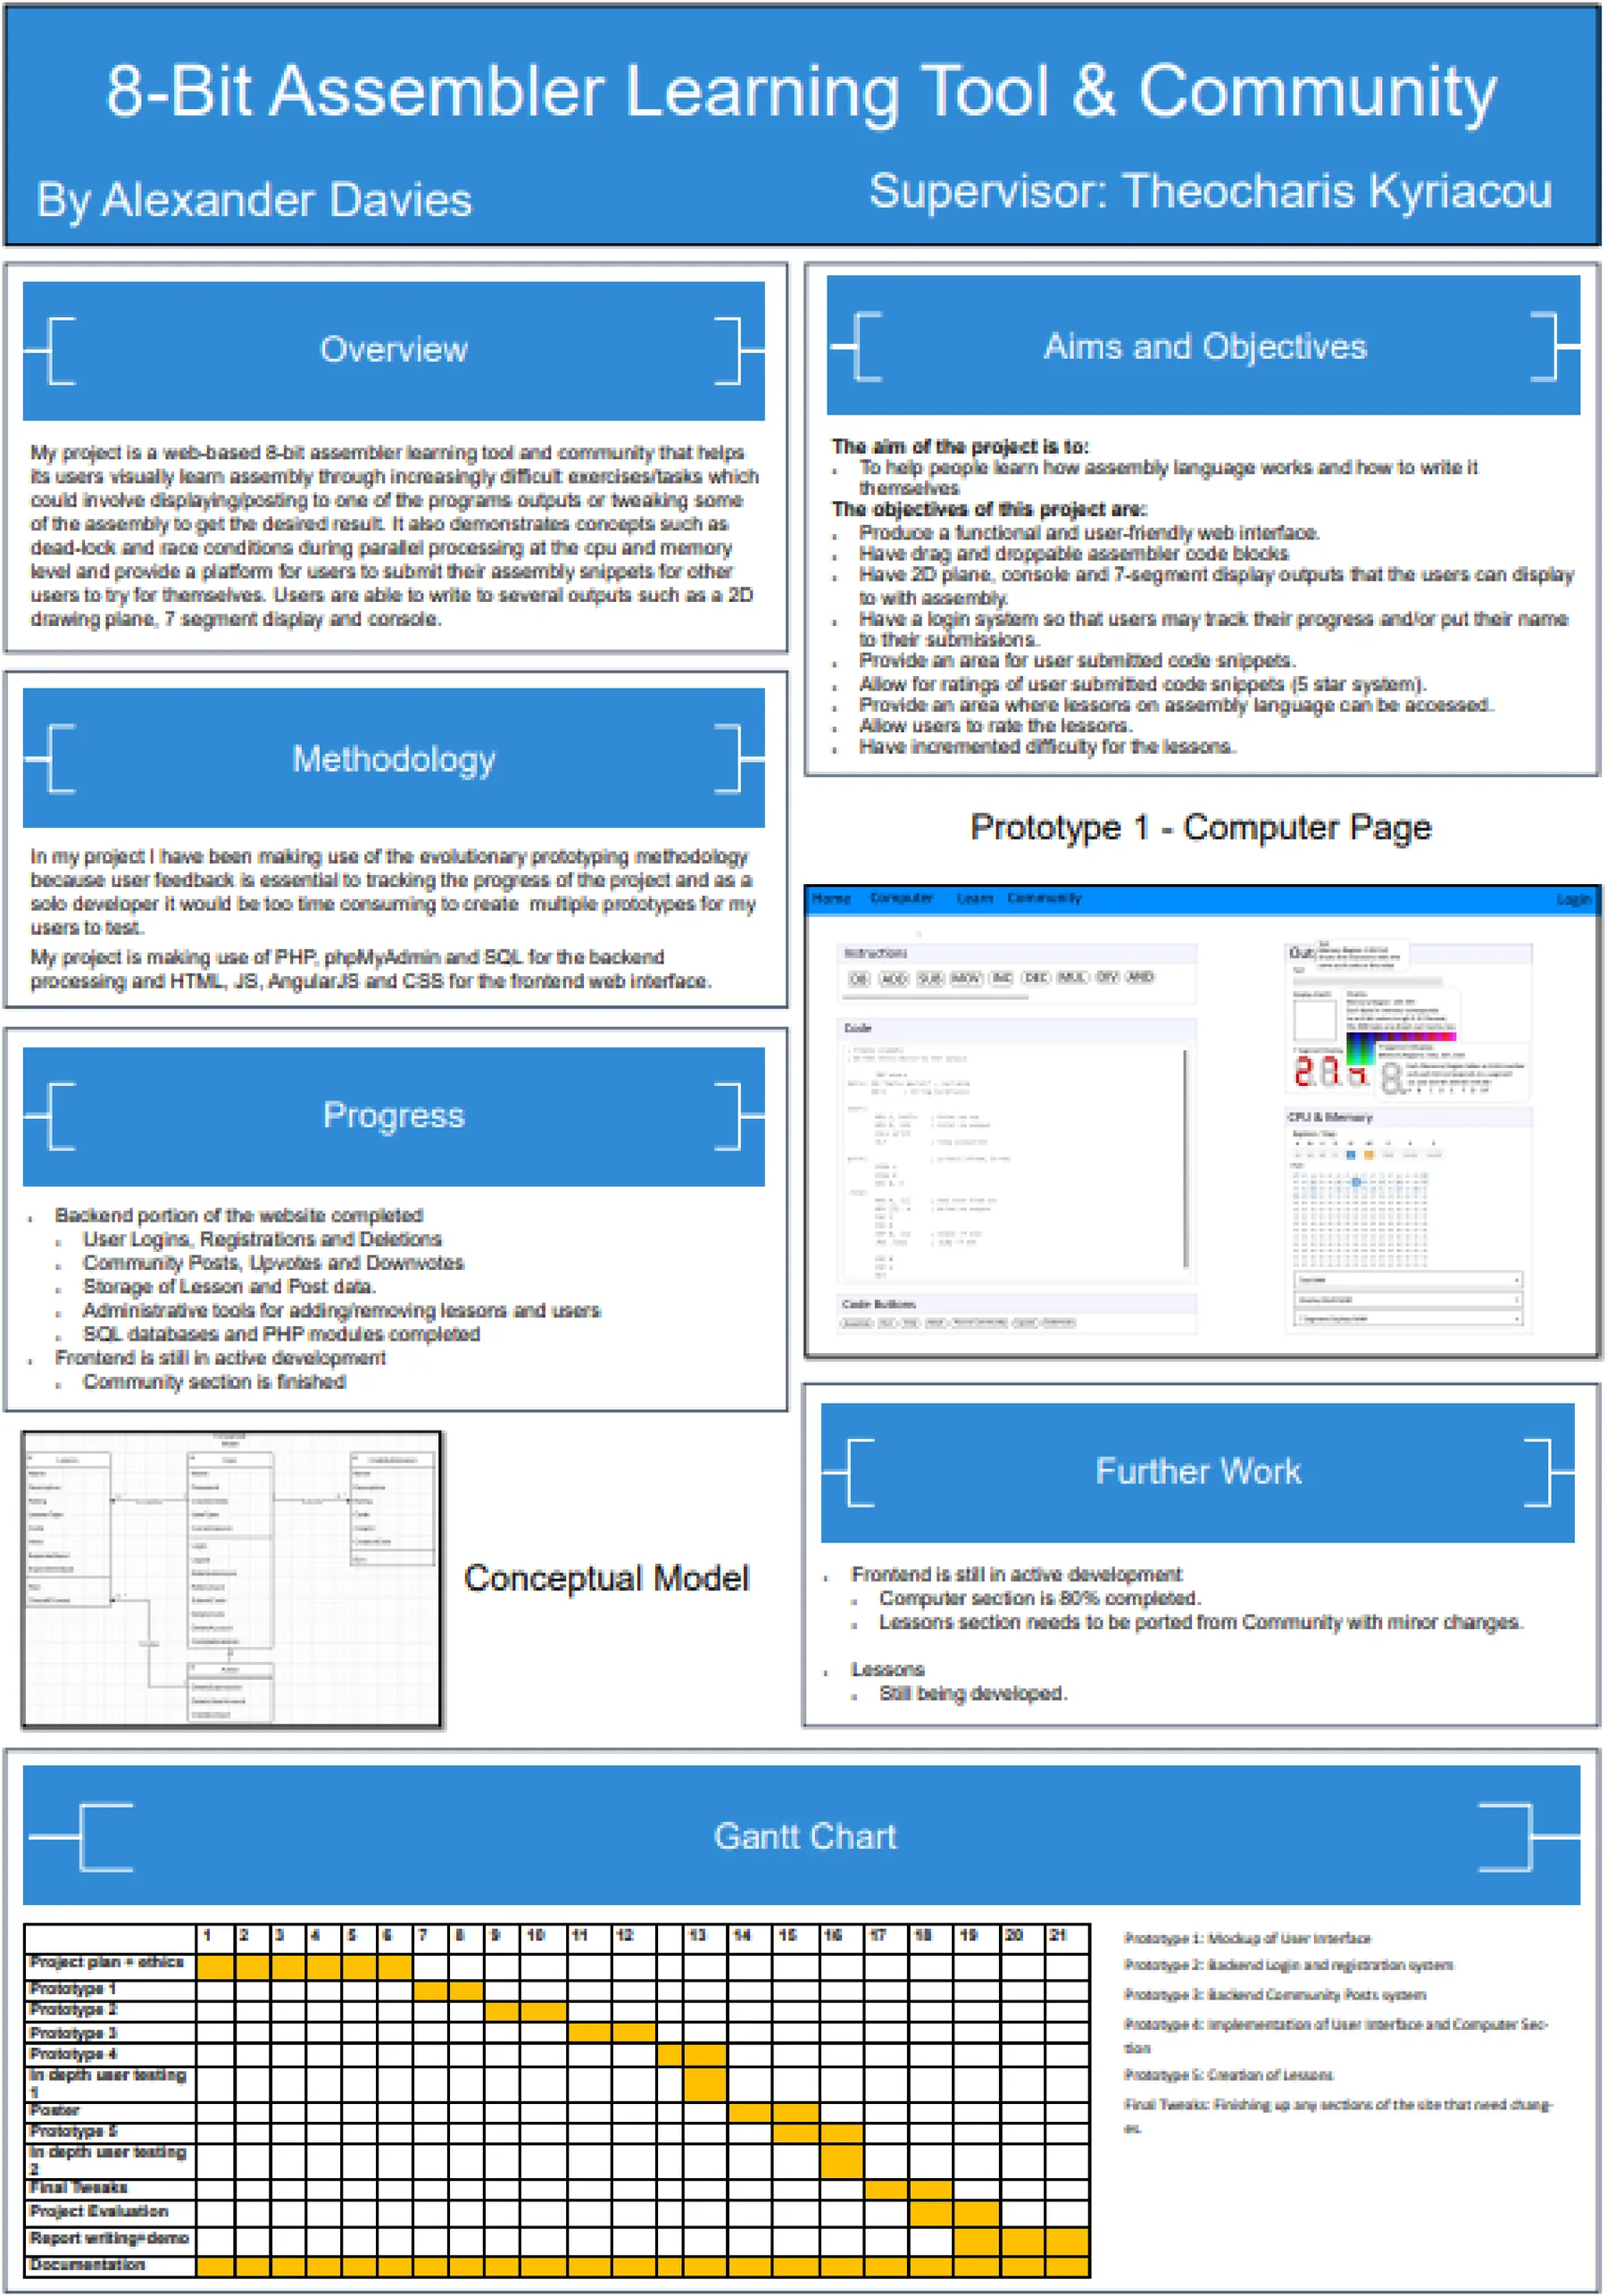 8-Bit Assembler Learning Tool & Community
By Alexander Davies
Supervisor: Theocharis Kyriacou
Overview
My project is a web-based 8-bit assembler learning tool and community that helps
its users visually learn assembly through increasingly difficult exercises/tasks which
could involve displaying/posting to one of the programs outputs or tweaking some
of the assembly to get the desired result. It also demonstrates concepts such as
dead-lock and race conditions during parallel processing at the cpu and memory
level and provide a platform for users to submit their assembly snippets for other
users to try for themselves. Users are able to write to several outputs such as a 2D
drawing plane, 7 segment display and console.
Methodology
In my project I have been making use of the evolutionary prototyping methodology
because user feedback is essential to tracking the progress of the project and as a
solo developer it would be too time consuming to create multiple prototypes for my
users to test.
My project is making use of PHP, phpMyAdmin and SQL for the backend
processing and HTML, JS, AngularJS and CSS for the frontend web interface.
Progress
Backend portion of the website completed
User Logins, Registrations and Deletions
Community Posts, Upvotes and Downvotes
Storage of Lesson and Post data.
Administrative tools for adding/removing lessons and users
SQL databases and PHP modules completed
Frontend is still in active development
Community section is finished
Conceptual Model
Aims and Objectives
The aim of the project is to:
To help people learn how assembly language works and how to write it
themselves
The objectives of this project are:
Produce a functional and user-friendly web interface.
Have drag and droppable assembler code blocks
Have 2D plane, console and 7-segment display outputs that the users can display
to with assembly.
Have a login system so that users may track their progress and/or put their name
to their submissions.
Provide an area for user submitted code snippets.
Allow for ratings of user submitted code snippets (5 star system).
Provide an area where lessons on assembly language can be accessed.
Allow users to rate the lessons.
Have incremented difficulty for the lessons.
Prototype 1 - Computer Page
Home Computer Learn Community Login
Instructions
DB ADD SUB MOV INC DEC MUL DIV AND
Code
Code Buttons
CPU & Memory
Further Work
Frontend is still in active development
Computer section is 80% completed.
Lessons section needs to be ported from Community with minor changes.
Lessons
Still being developed.
Gantt Chart
1 2 3 4 5 6 7 8 9 10 11 12 13 14 15 16 17 18 19 20 21
Project plan + ethics
Prototype 1
Prototype 2
Prototype 3
Prototype 4
In depth user testing
1
Poster
Prototype 5
In depth user testing
2
Final Tweaks
Project Evaluation
Report writing+demo
Documentation
Prototype 1: Mockup of User Interface
Prototype 2: Backend Login and registration system
Prototype 3: Backend Community Posts system
Prototype 4: Implementation of User Interface and Computer Sec-
tion
Prototype 5: Creation of Lessons
Final Tweaks: Finishing up any sections of the site that need chang-
es.